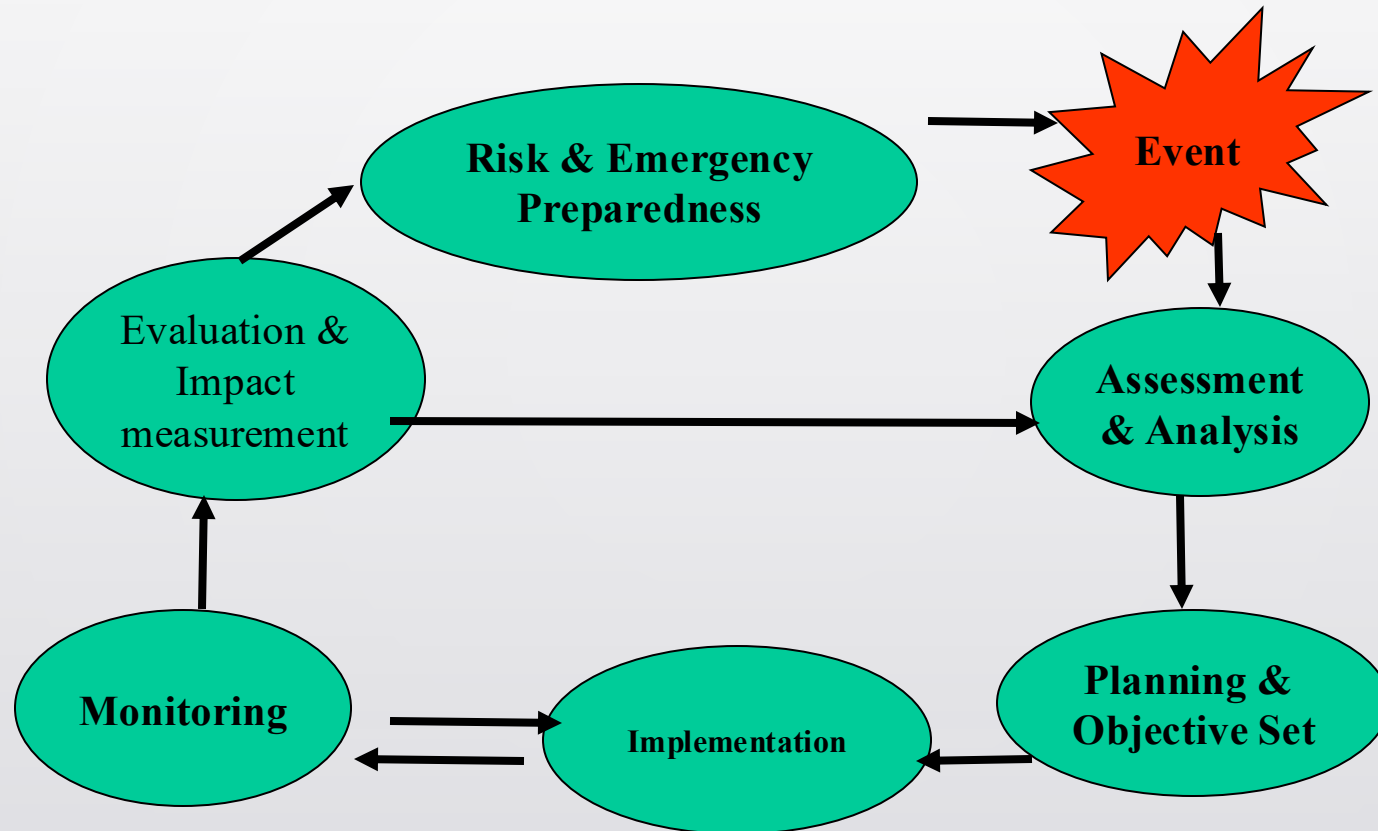 Risk & Emergency
Preparedness
Event
Evaluation &
Impact
measurement
Assessment
& Analysis
Monitoring
Implementation
Planning &
Objective Set